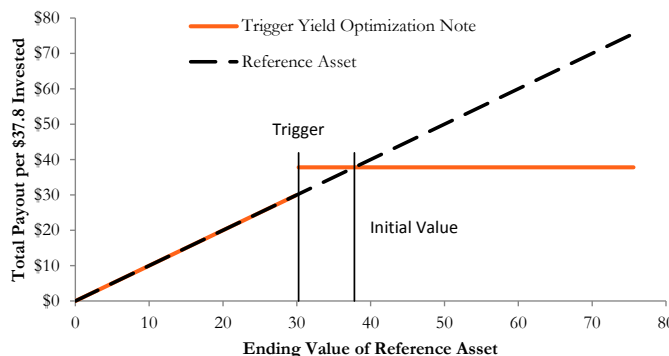 $80
$70
$60
$50
$40
$30
$20
$10
$0
Total Payout per $37.8 Invested
Trigger Yield Optimization Note
Reference Asset
Trigger
Initial Value
0 10 20 30 40 50 60 70 80
Ending Value of Reference Asset